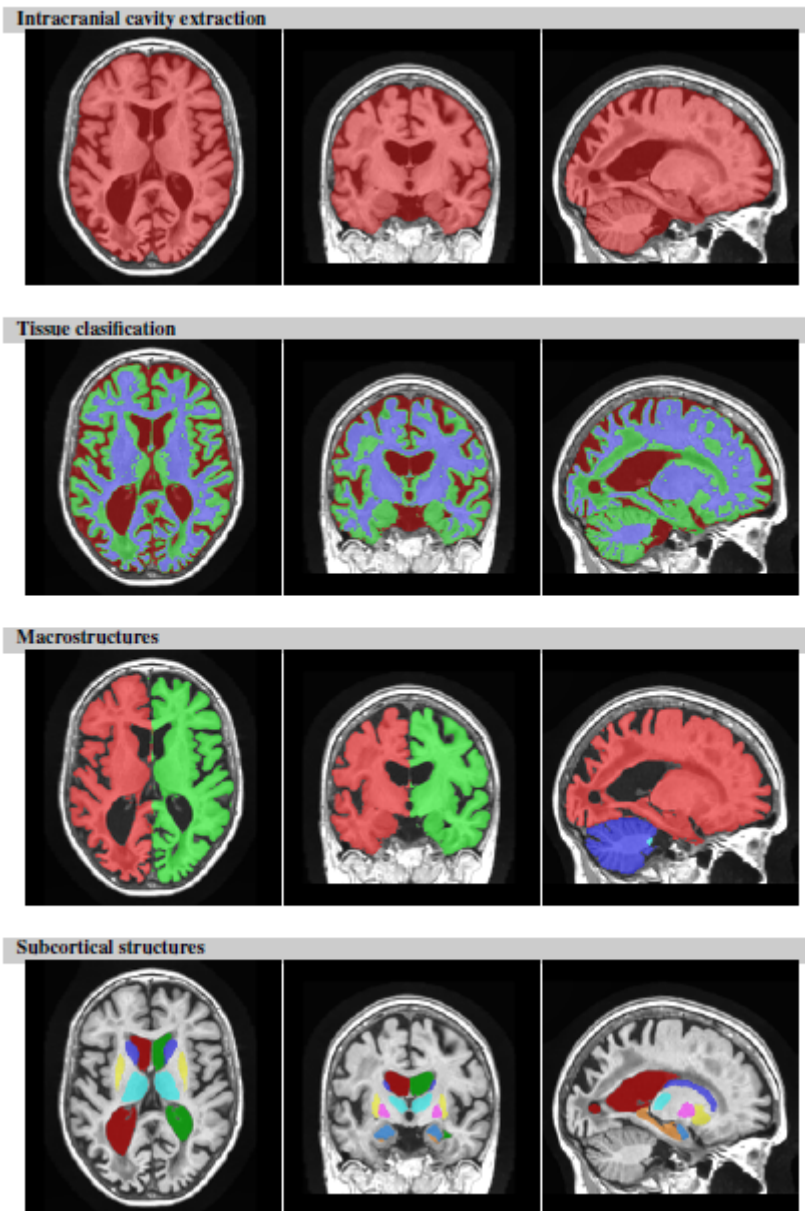 Intracranial cavity extraction
Tissue clasification
Macrostructures
Subcortical structures